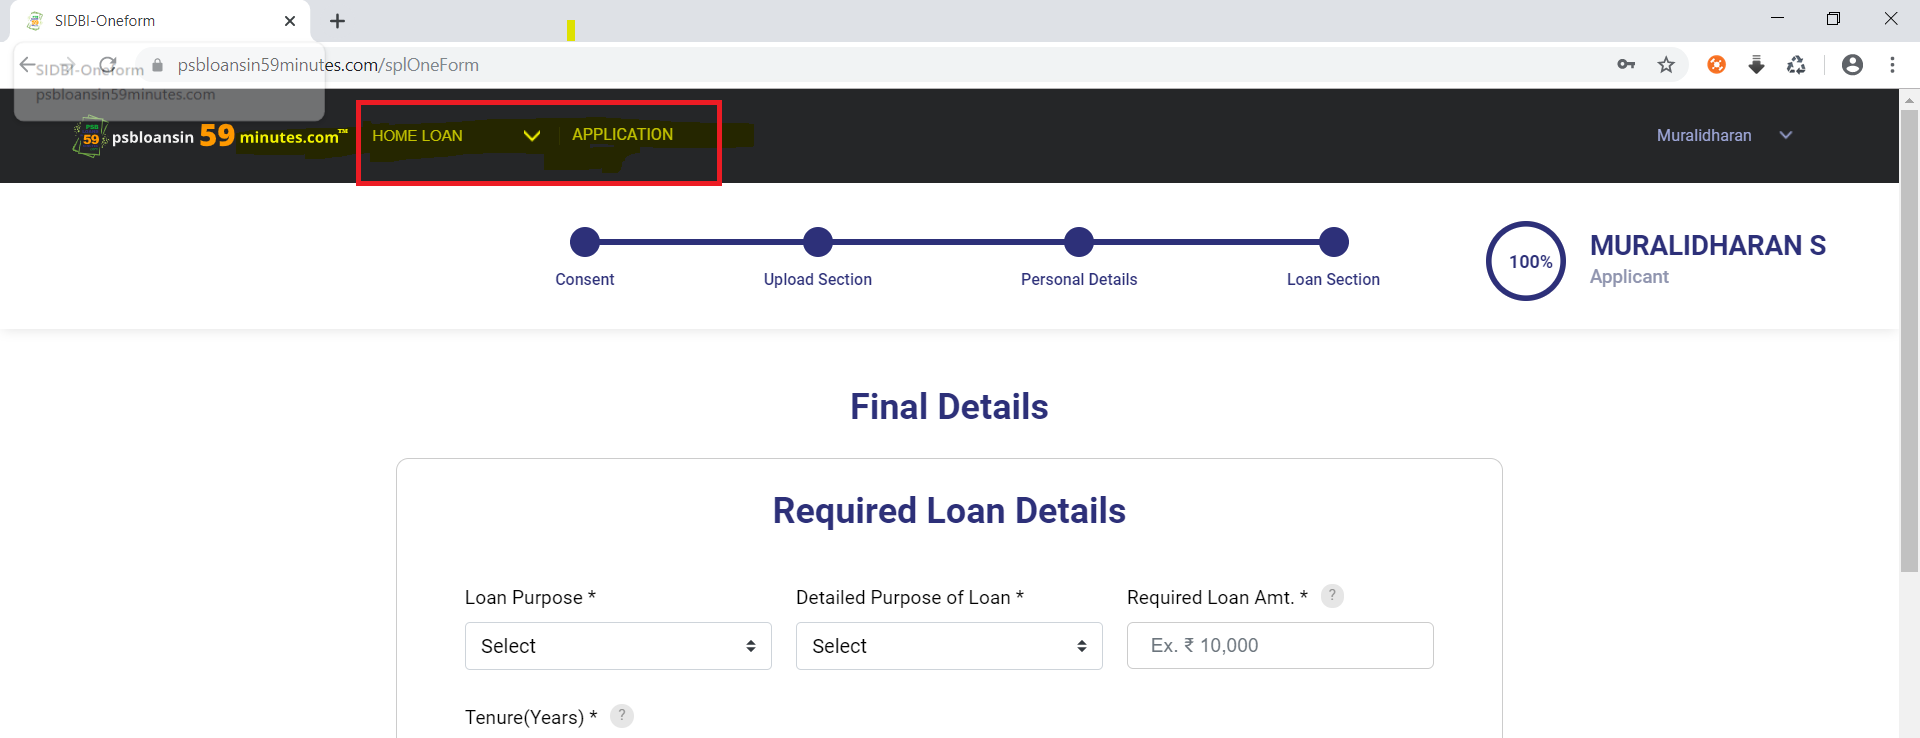 SIDBI-Oneform
SIDBI-Oneform
psbloansin59minutes.com
psbloansin59minutes.com/splOneForm
PSB 59 psbloansin 59 minutes.com™ HOME LOAN APPLICATION Muralidharan
Consent Upload Section Personal Details Loan Section 100% MURALIDHARAN S
Applicant
Final Details
Required Loan Details
Loan Purpose * Detailed Purpose of Loan * Required Loan Amt. * ?
Select Select Ex. ₹ 10,000
Tenure(Years) * ?